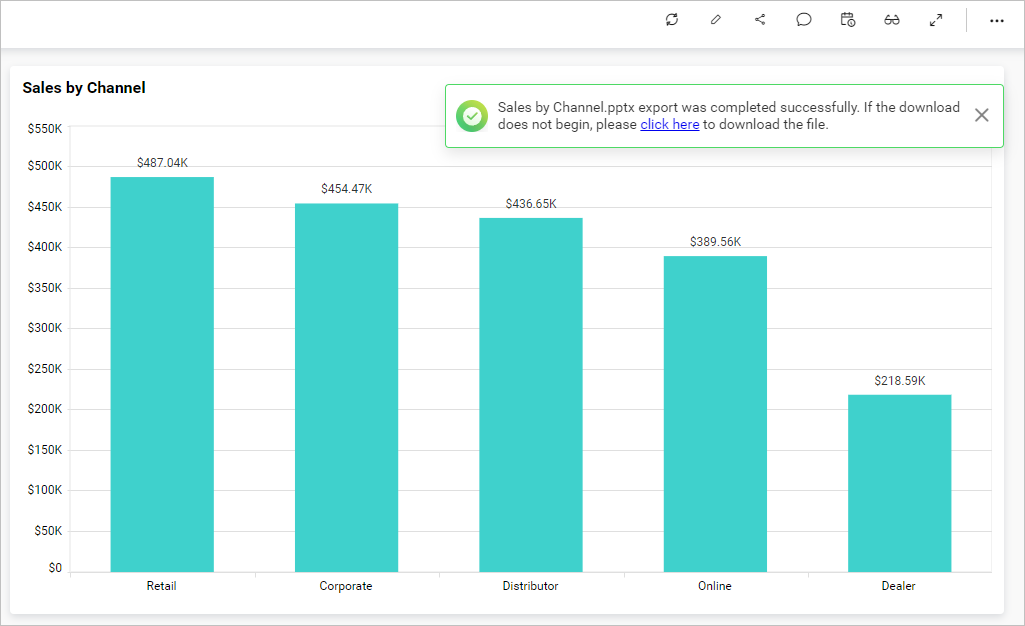 Sales by Channel
Sales by Channel.pptx export was completed successfully. If the download
does not begin, please click here to download the file.
$550K
$500K
$450K
$400K
$350K
$300K
$250K
$200K
$150K
$100K
$50K
$0
$487.04K
$454.47K
$436.65K
$389.56K
$218.59K
Retail
Corporate
Distributor
Online
Dealer